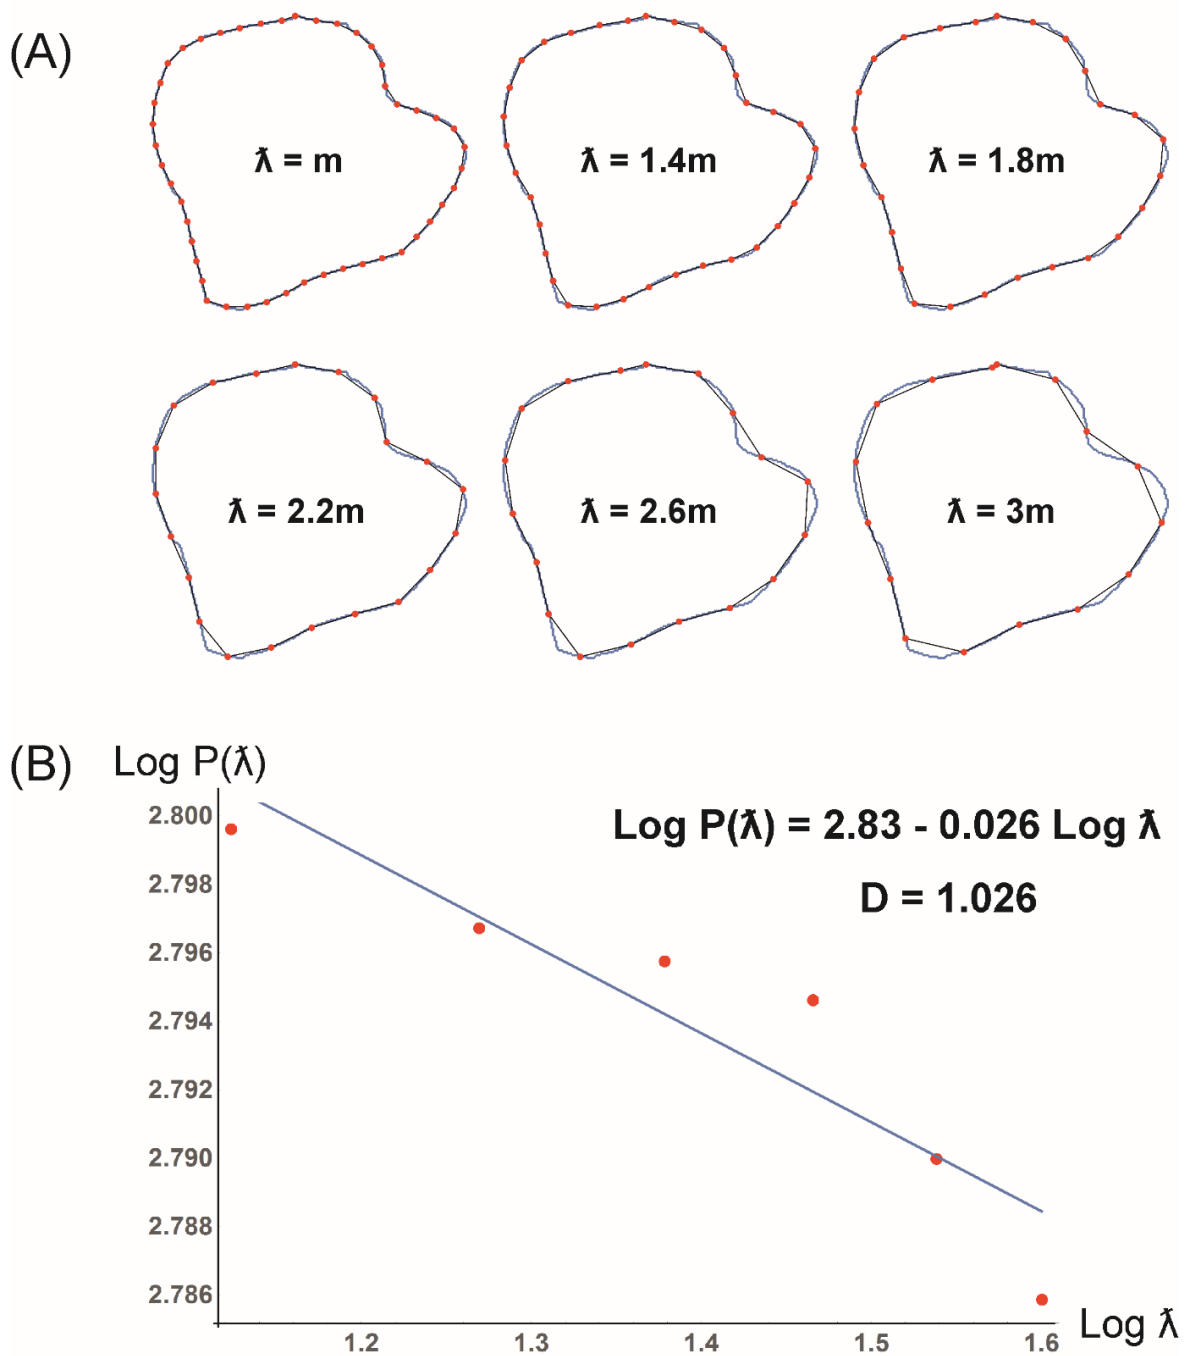 (A)
ƛ = m
ƛ = 1.4m
ƛ = 1.8m
ƛ = 2.2m
ƛ = 2.6m
ƛ = 3m
(B)
Log P(ƛ)
Log P(ƛ) = 2.83 - 0.026 Log ƛ
D = 1.026
2.800
2.798
2.796
2.794
2.792
2.790
2.788
2.786
1.2
1.3
1.4
1.5
1.6
Log ƛ